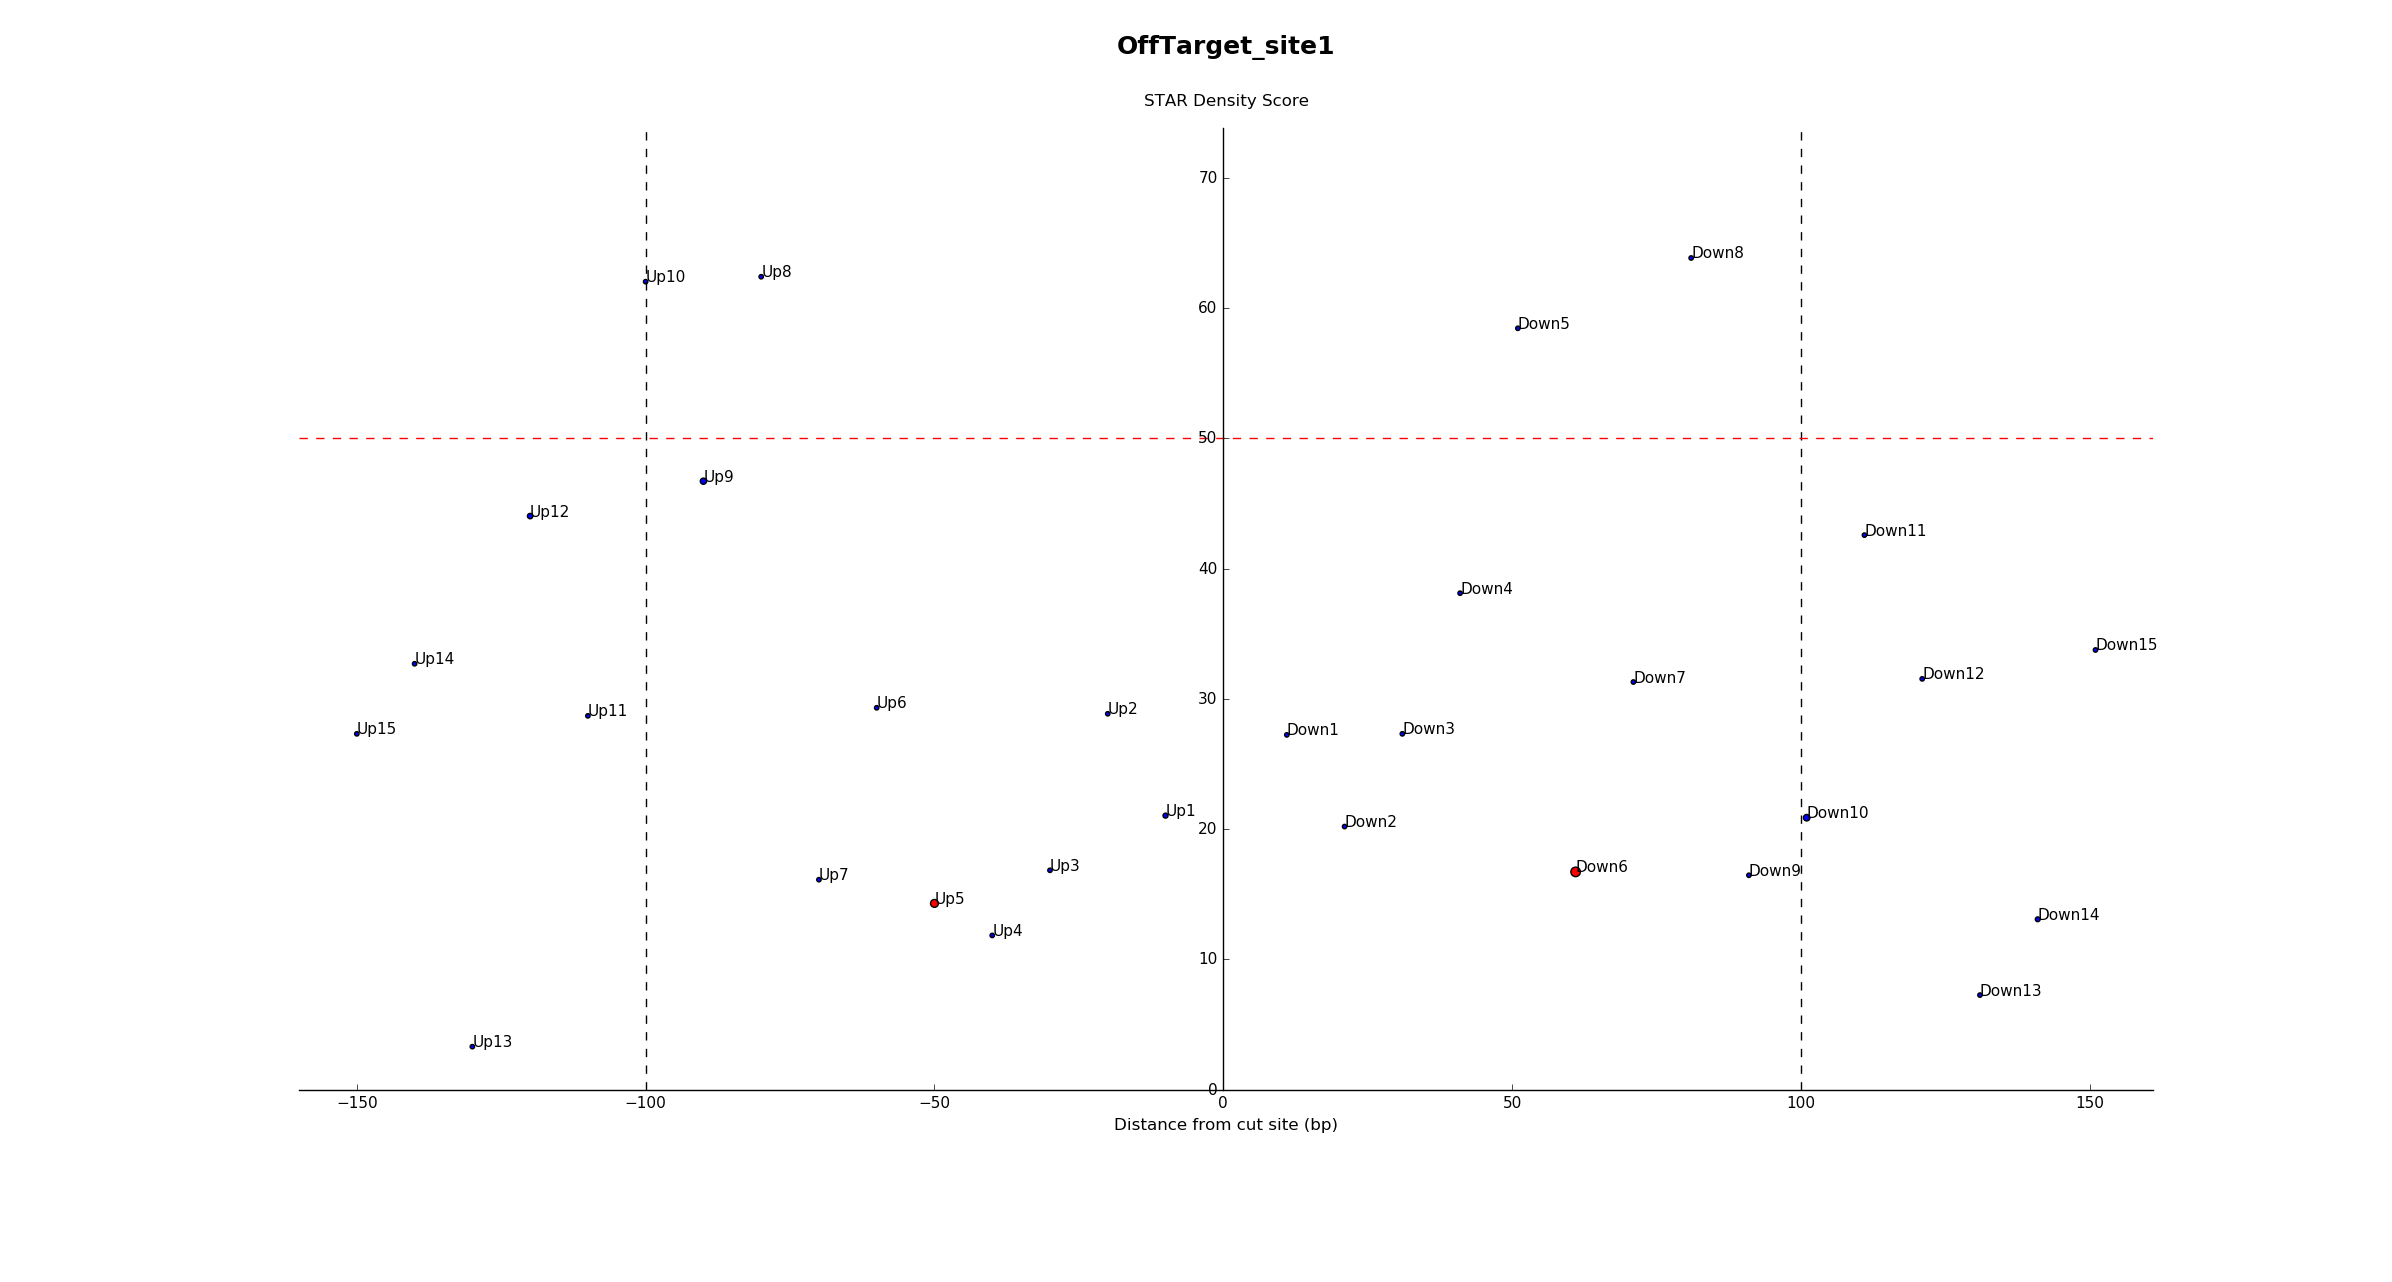 OffTarget_site1
STAR Density Score
70
Down8
Up10 Up8
60
Down5
50
Up9
Up12
Down11
40
Down4
Down15
Up14
Down12
Down7
30
Up6
Up2
Up11
Down1 Down3
Up15
Down2
Down10
Up1
20
Up7 Up3
Down6
Down9
Up5
Down14
Up4
10
Down13
Up13
0
−150 −100 −50 0 50 100 150
Distance from cut site (bp)